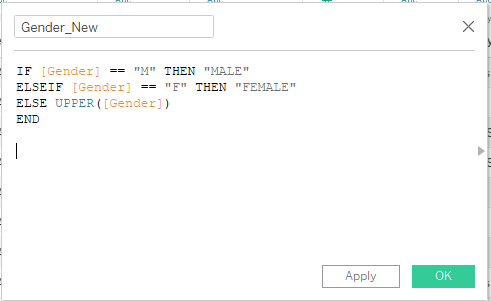 Gender_New
IF [Gender] == "M" THEN "MALE"
ELSEIF [Gender] == "F" THEN "FEMALE"
ELSE UPPER([Gender])
END
Apply
OK